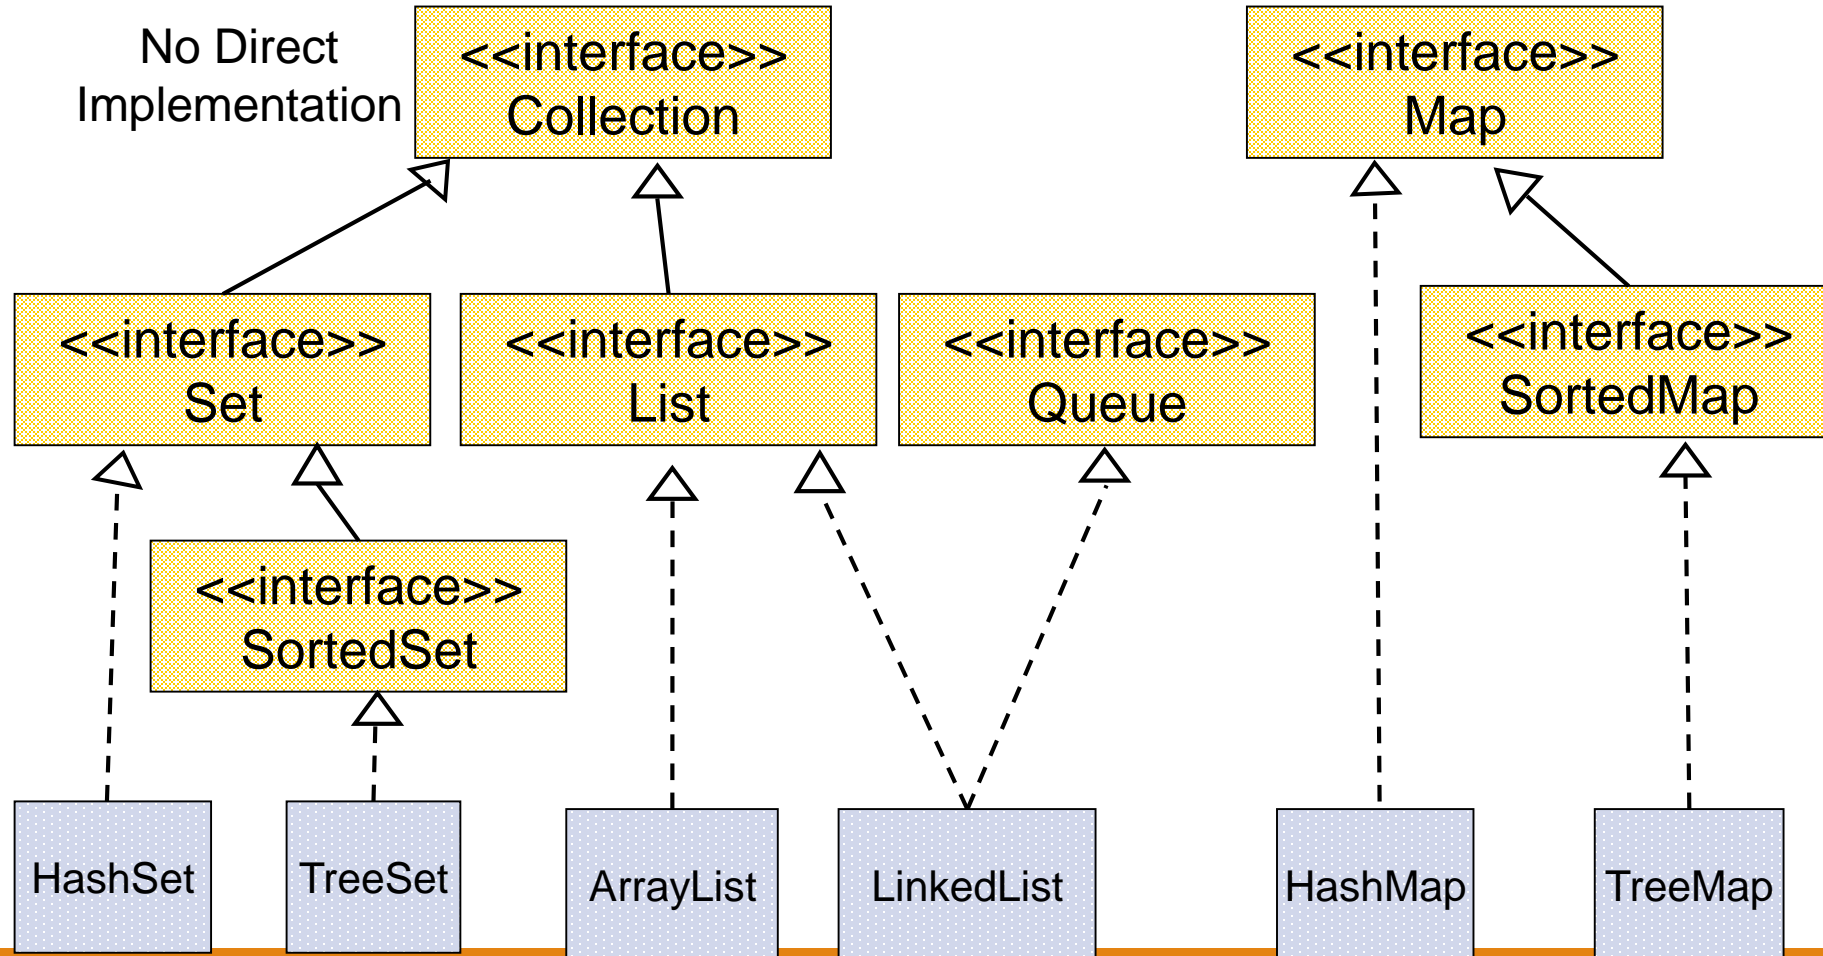 No Direct
Implementation
<<interface>>
Collection
<<interface>>
Map
<<interface>>
Set
<<interface>>
List
<<interface>>
Queue
<<interface>>
SortedMap
<<interface>>
SortedSet
HashSet
TreeSet
ArrayList
LinkedList
HashMap
TreeMap